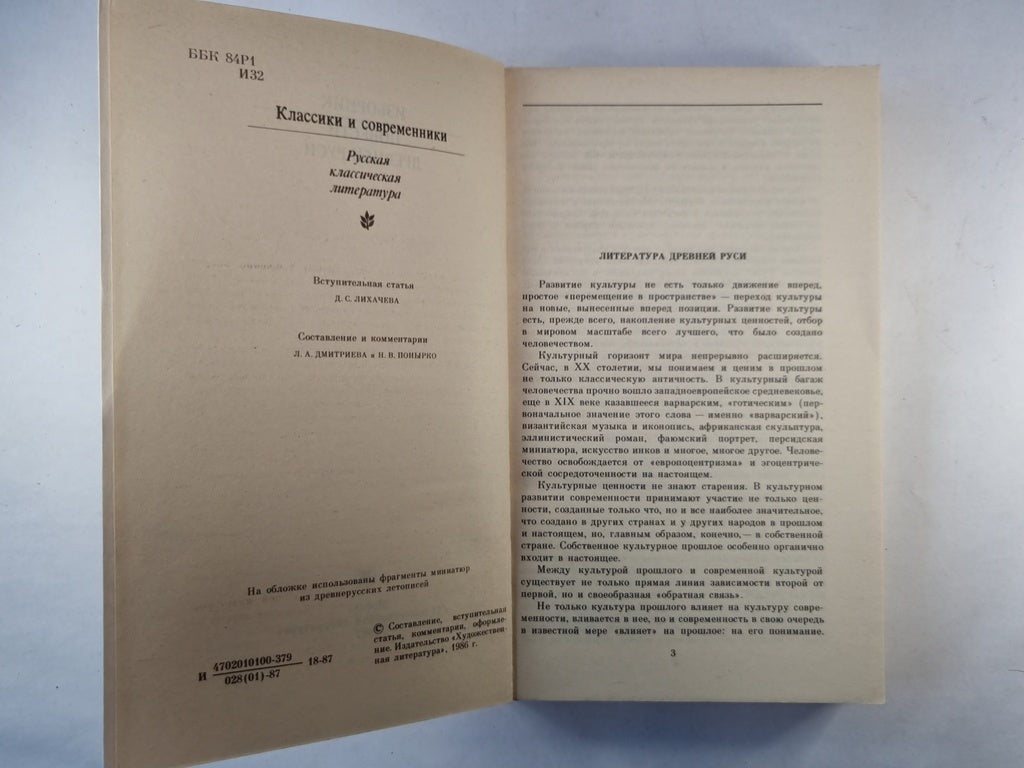 ББК 84Р1
И32
Классики и современники
Русская
классическая
литература
Вступительная статья
Д. С. ЛИХАЧЕВА
Составление и комментарии
Л. А. ДМИТРИЕВА и Н. В. ПОНЫРКО
На обложке использованы фрагменты миниатюр
из древнерусских летописей
© Составление, вступительная
статья, комментарии, оформле-
ние. Издательство «Художествен-
ная литература», 1986 г.
И 4702010100-379 18-87
028(01)-87
ЛИТЕРАТУРА ДРЕВНЕЙ РУСИ
Развитие культуры не есть только движение вперед,
простое «перемещение в пространстве» — переход культуры
на новые, вынесенные вперед позиции. Развитие культуры
есть, прежде всего, накопление культурных ценностей, отбор
в мировом масштабе всего лучшего, что было создано
человечеством.
Культурный горизонт мира непрерывно расширяется.
Сейчас, в XX столетии, мы понимаем и ценим в прошлом
не только классическую античность. В культурный багаж
человечества прочно вошло западноевропейское средневековье,
еще в XIX веке казавшееся варварским, «готическим» (пер-
воначальное значение этого слова — именно «варварский»),
византийская музыка и иконопись, африканская скульптура,
эллинистический роман, фаюмский портрет, персидская
миниатюра, искусство инков и многое, многое другое. Челове-
чество освобождается от «европоцентризма» и эгоцентриче-
ской сосредоточенности на настоящем.
Культурные ценности не знают старения. В культурном
развитии современности принимают участие не только цен-
ности, созданные только что, но и все наиболее значительное,
что создано в других странах и у других народов в прошлом
и настоящем, но, главным образом, конечно,— в собственной
стране. Собственное культурное прошлое особенно органично
входит в настоящее.
Между культурой прошлого и современной культурой
существует не только прямая линия зависимости второй от
первой, но и своеобразная «обратная связь».
Не только культура прошлого влияет на культуру совре-
менности, вливается в нее, но и современность в свою очередь
в известной мере «влияет» на прошлое: на его понимание.
3